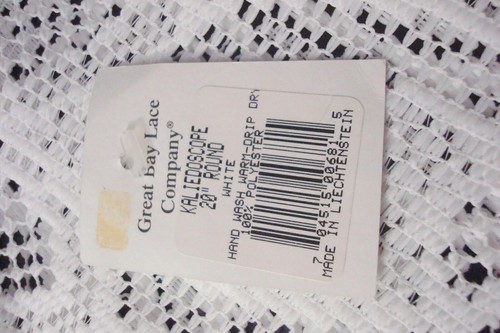 Great Bay Lace
Company®
KALIEDOSCOPE
20" ROUND
WHITE
HAND WASH WARM-DRIP DRY
100% POLYESTER
7 04515 00681 5
MADE IN LIECHTENSTEIN